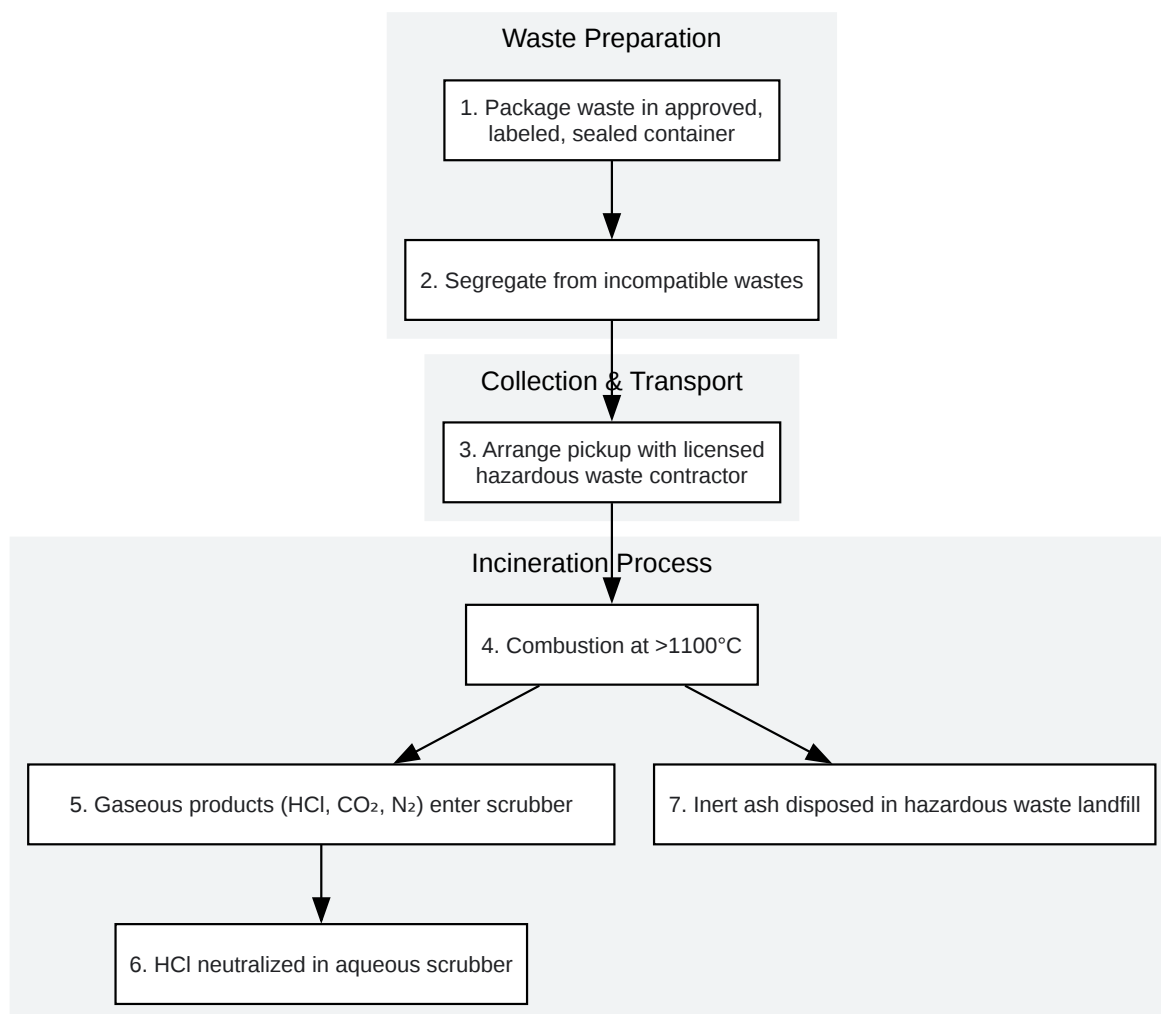 Waste Preparation
1. Package waste in approved,
labeled, sealed container
2. Segregate from incompatible wastes
Collection & Transport
3. Arrange pickup with licensed
hazardous waste contractor
Incineration Process
4. Combustion at >1100°C
5. Gaseous products (HCl, CO₂, N₂) enter scrubber
7. Inert ash disposed in hazardous waste landfill
6. HCl neutralized in aqueous scrubber